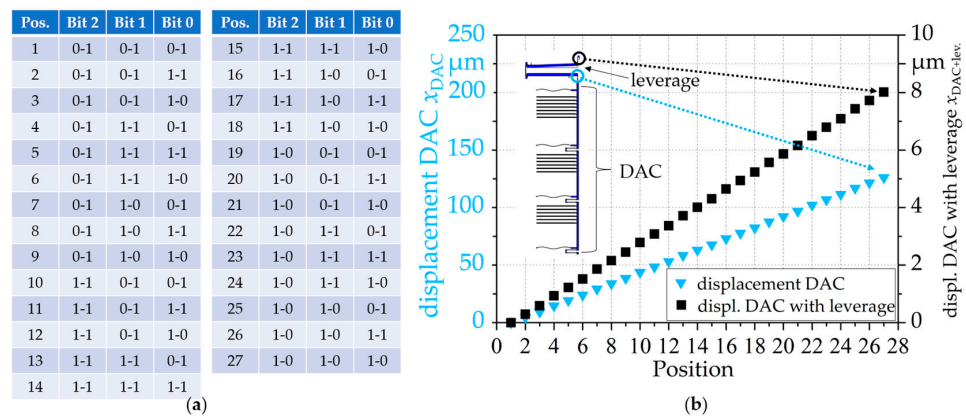 Pos. Bit 2 Bit 1 Bit 0
1 0-1 0-1 0-1
2 0-1 0-1 1-1
3 0-1 0-1 1-0
4 0-1 1-1 0-1
5 0-1 1-1 1-1
6 0-1 1-1 1-0
7 0-1 1-0 0-1
8 0-1 1-0 1-1
9 0-1 1-0 1-0
10 1-1 0-1 0-1
11 1-1 0-1 1-1
12 1-1 0-1 1-0
13 1-1 1-1 0-1
14 1-1 1-1 1-1
Pos. Bit 2 Bit 1 Bit 0
15 1-1 1-1 1-0
16 1-1 1-0 0-1
17 1-1 1-0 1-1
18 1-1 1-0 1-0
19 1-0 0-1 0-1
20 1-0 0-1 1-1
21 1-0 0-1 1-0
22 1-0 1-1 0-1
23 1-0 1-1 1-1
24 1-0 1-1 1-0
25 1-0 1-0 0-1
26 1-0 1-0 1-1
27 1-0 1-0 1-0
(a)
displacement DAC xDAC
250
µm
200
150
100
50
0
leverage
DAC
displacement DAC
displ. DAC with leverage
10
µm
8
6
4
2
0
displ. DAC with leverage xDAC+lev.
0 2 4 6 8 10 12 14 16 18 20 22 24 26 28
Position
(b)